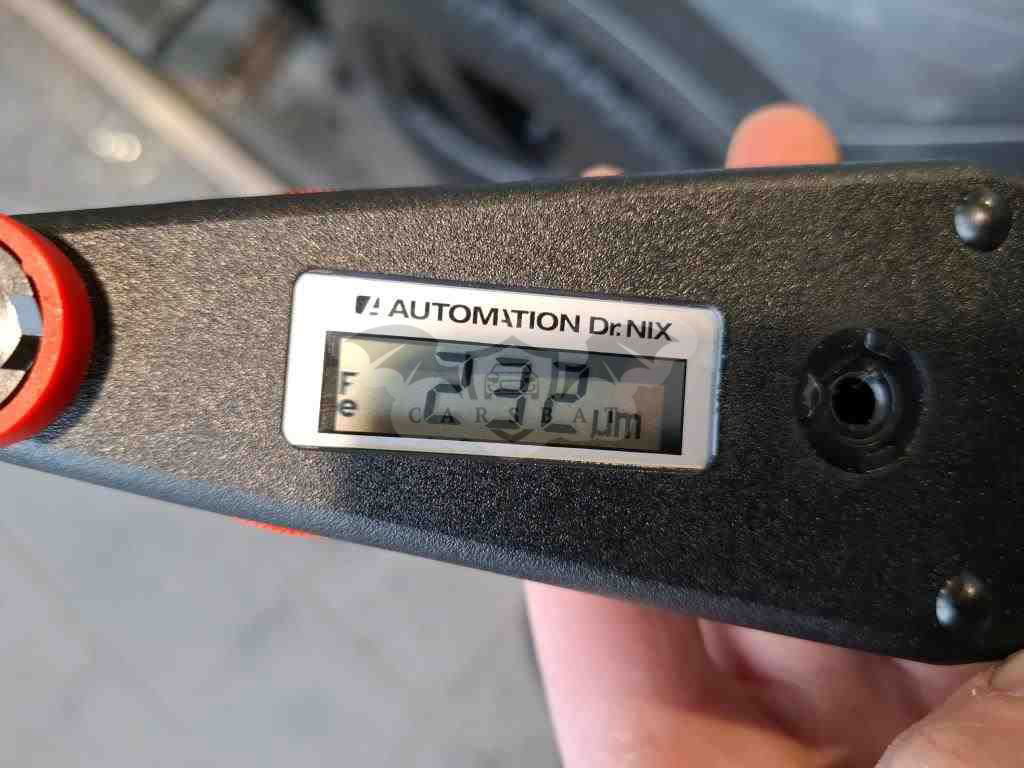 AUTOMATION Dr. NIX
Fe
232 µm
CARSBAT